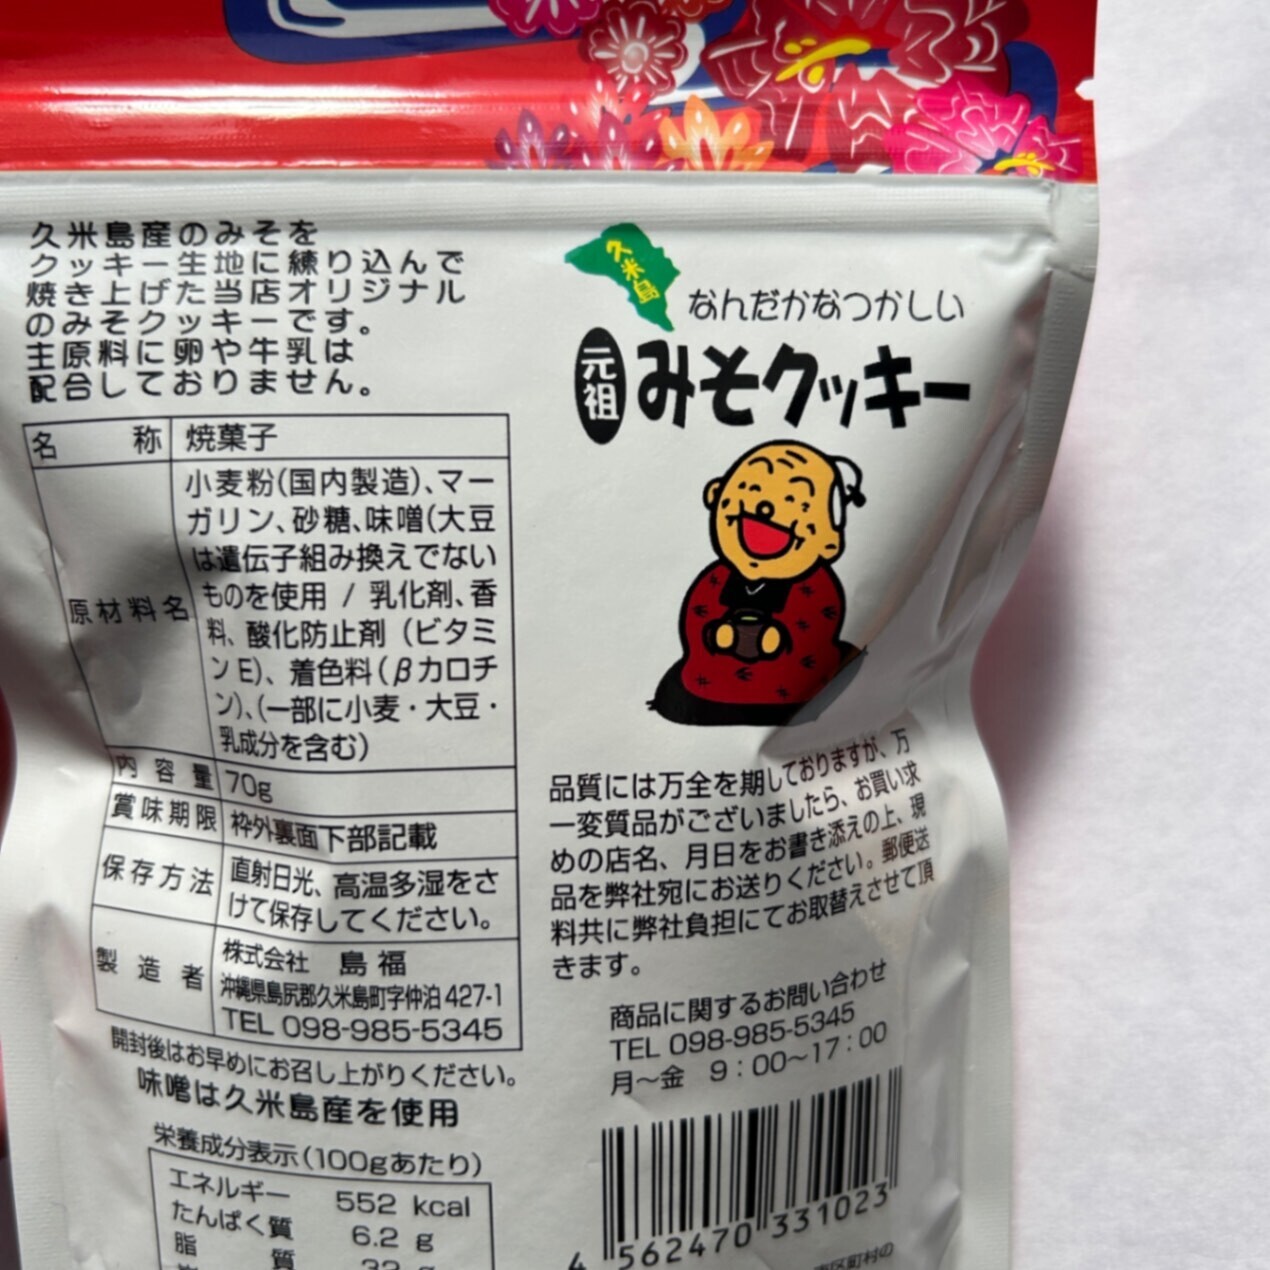 久米島産のみそを
クッキー生地に練り込んで
焼き上げた当店オリジナル
のみそクッキーです。
主原料に卵や牛乳は
配合しておりません。
名 称 焼菓子
原材料名
小麦粉(国内製造)、マー
ガリン、砂糖、味噌(大豆
は遺伝子組み換えでない
ものを使用 / 乳化剤、香
料、酸化防止剤(ビタミ
ンE)、着色料(βカロチ
ン)、(一部に小麦・大豆・
乳成分を含む)
内容量 70g
賞味期限 枠外裏面下部記載
保存方法 直射日光、高温多湿をさ
けて保存してください。
製造者 株式会社 島福
沖縄県島尻郡久米島町字仲泊427-1
TEL 098-985-5345
開封後はお早めにお召し上がりください。
味噌は久米島産を使用
栄養成分表示(100gあたり)
エネルギー 552 kcal
たんぱく質 6.2 g
脂 質
久米島
なんだかなつかしい
元祖 みそクッキー
品質には万全を期しておりますが、万
一変質品がございましたら、お買い求
めの店名、月日をお書き添えの上、現
品を弊社宛にお送りください。郵便送
料共に弊社負担にてお取替えさせて頂
きます。
商品に関するお問い合わせ
TEL 098-985-5345
月〜金 9:00〜17:00
4 562470 331023